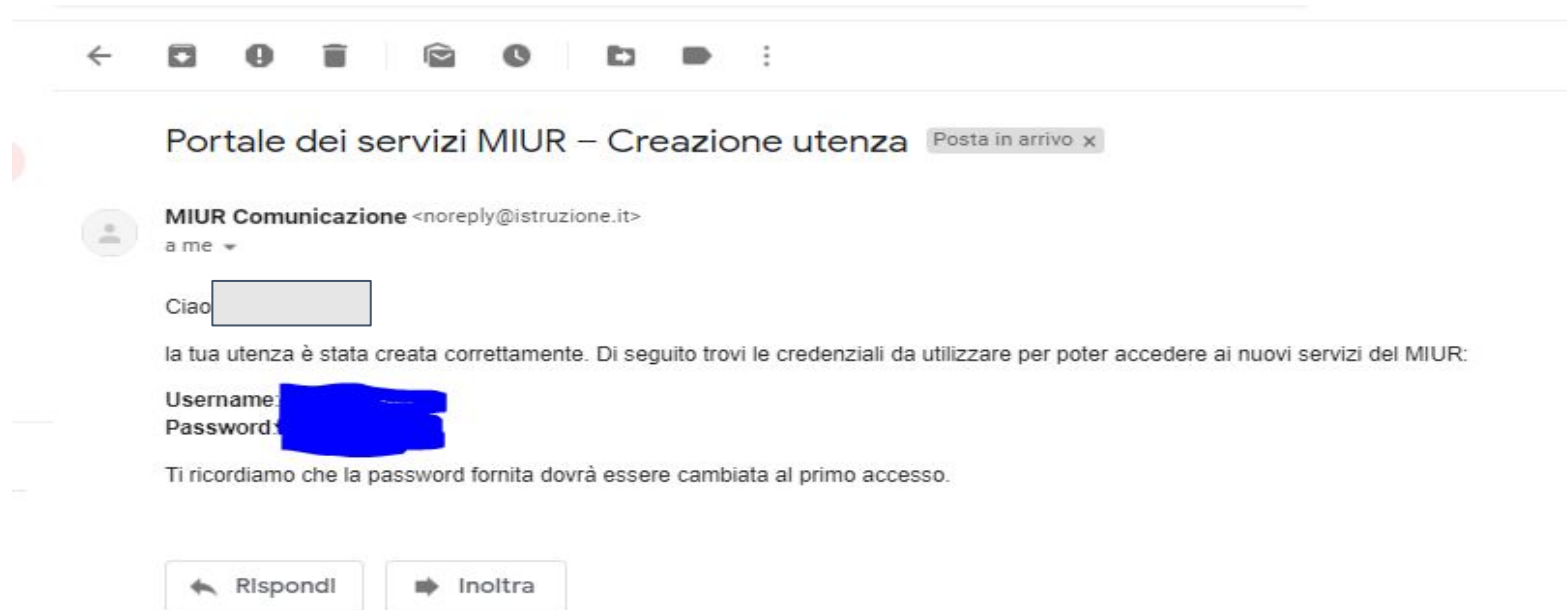 Portale dei servizi MIUR – Creazione utenza Posta in arrivo x
MIUR Comunicazione <noreply@istruzione.it>
a me
Ciao
la tua utenza è stata creata correttamente. Di seguito trovi le credenziali da utilizzare per poter accedere ai nuovi servizi del MIUR:
Username:
Password:
Ti ricordiamo che la password fornita dovrà essere cambiata al primo accesso.
Rispondi Inoltra